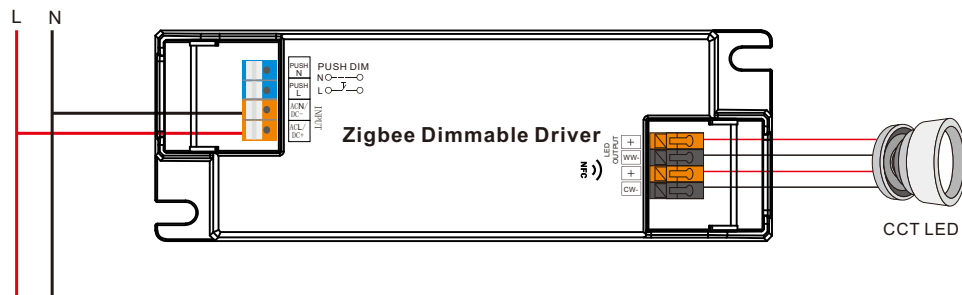 L N
PUSH
N
PUSH
L
ACN/
DC-
ACL/
DC+
INPUT
PUSH DIM
N
L
Zigbee Dimmable Driver
NFC
LED
OUTPUT
+
WW-
+
CW-
CCT LED